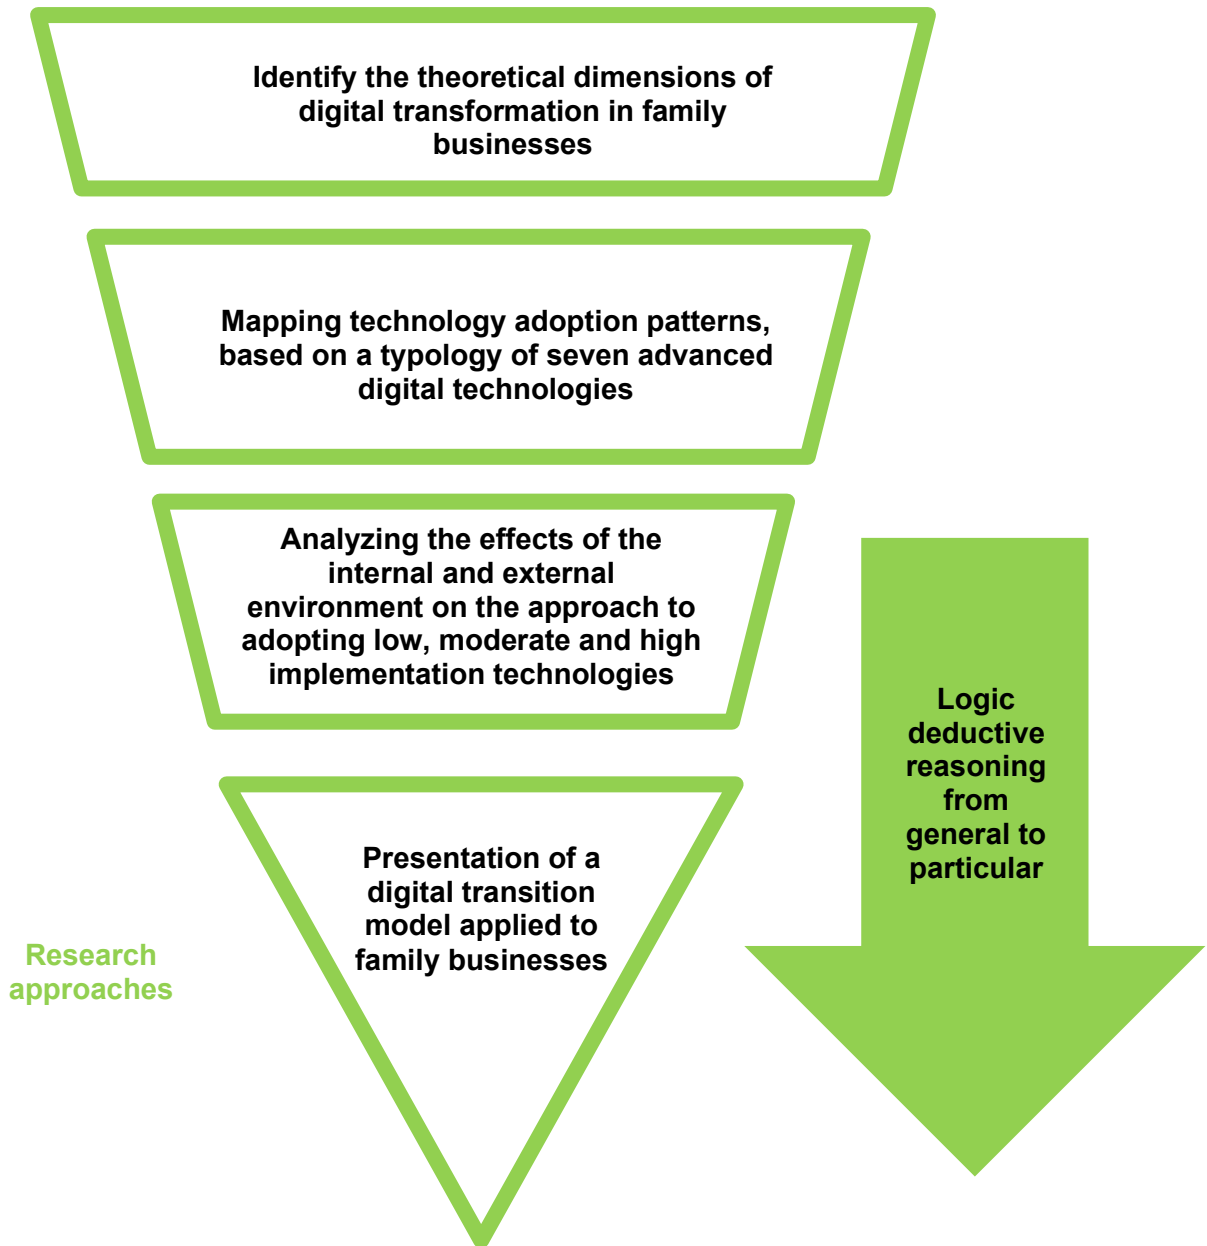 Identify the theoretical dimensions of
digital transformation in family
businesses
Mapping technology adoption patterns,
based on a typology of seven advanced
digital technologies
Analyzing the effects of the
internal and external
environment on the approach to
adopting low, moderate and high
implementation technologies
Logic
deductive
reasoning
from
general to
particular
Presentation of a
digital transition
model applied to
family businesses
Research
approaches